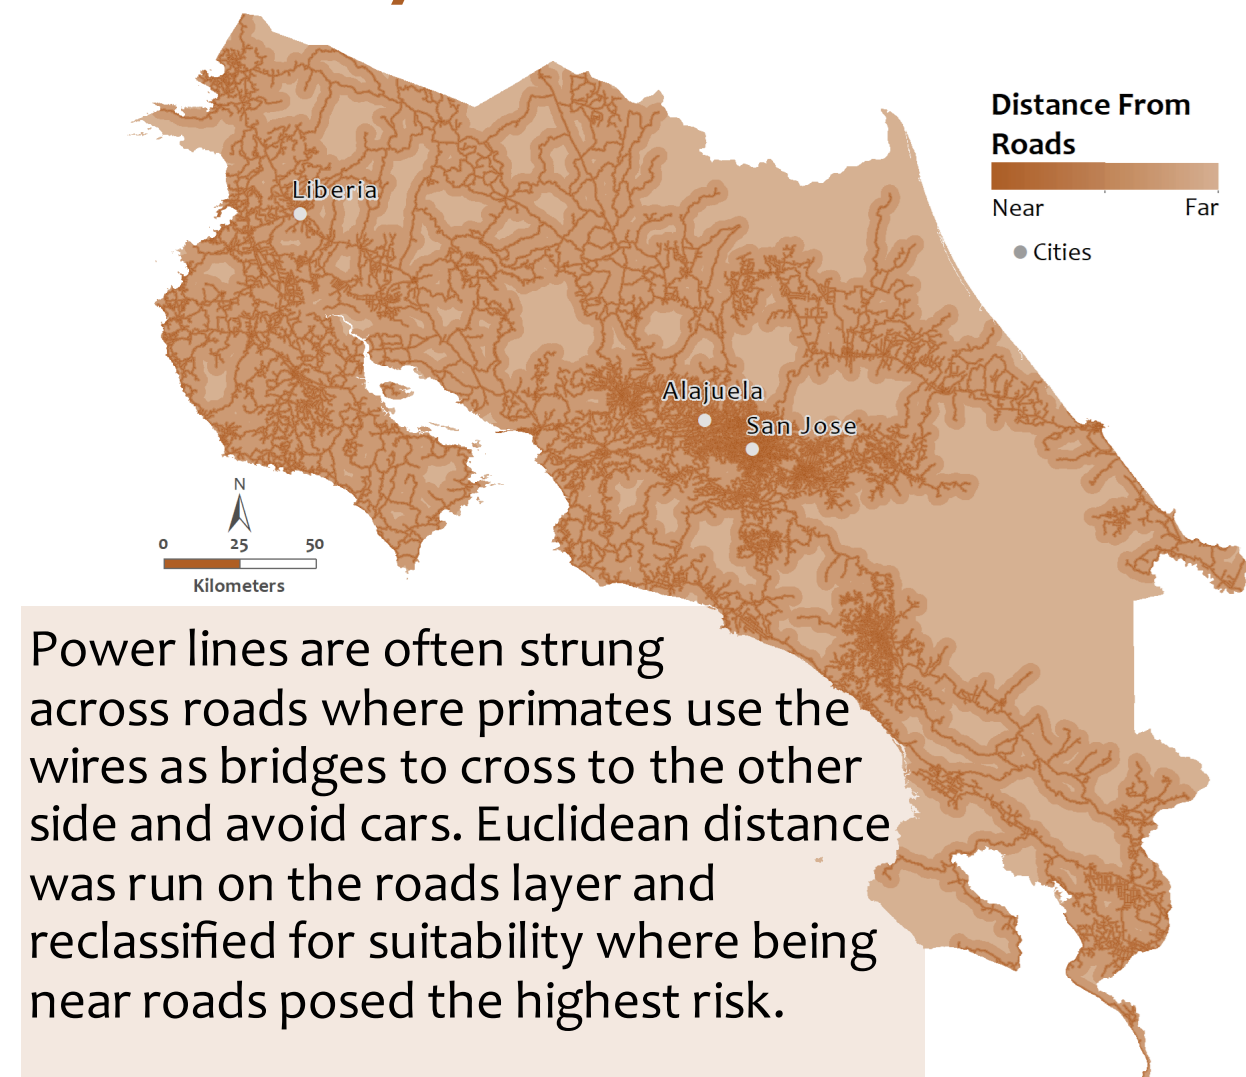 Distance From
Roads
Near Far
Cities
Liberia
Alajuela
San Jose
N
0 25 50
Kilometers
Power lines are often strung
across roads where primates use the
wires as bridges to cross to the other
side and avoid cars. Euclidean distance
was run on the roads layer and
reclassified for suitability where being
near roads posed the highest risk.